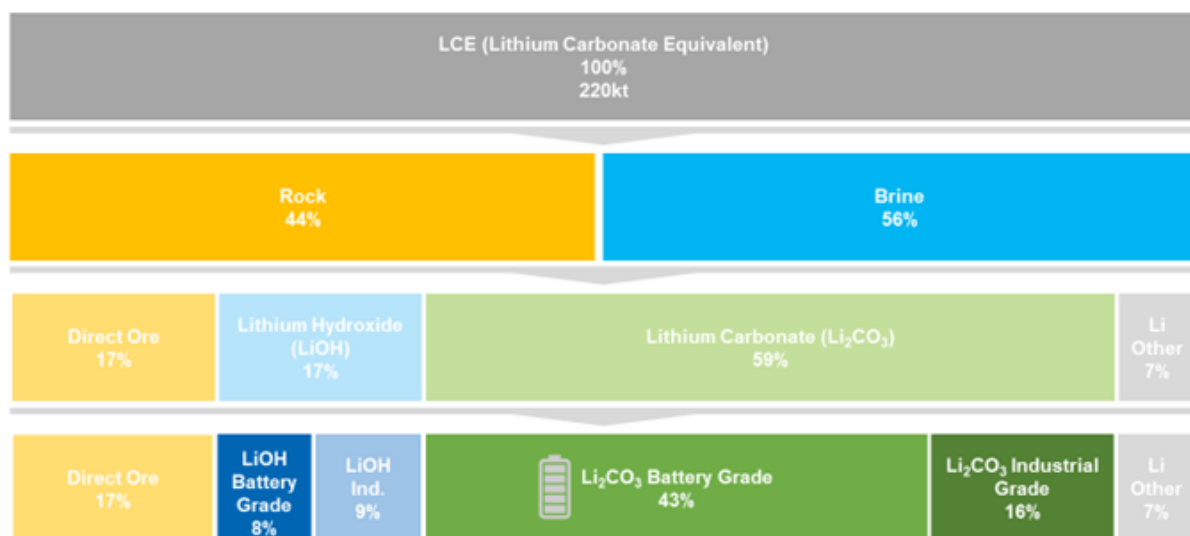 LCE (Lithium Carbonate Equivalent)
100%
220kt
Rock
44%
Brine
56%
Direct Ore
17%
Lithium Hydroxide
(LiOH)
17%
Lithium Carbonate (Li₂CO₃)
59%
Li
Other
7%
Direct Ore
17%
LiOH
Battery
Grade
8%
LiOH
Ind.
9%
Li₂CO₃ Battery Grade
43%
Li₂CO₃ Industrial
Grade
16%
Li
Other
7%